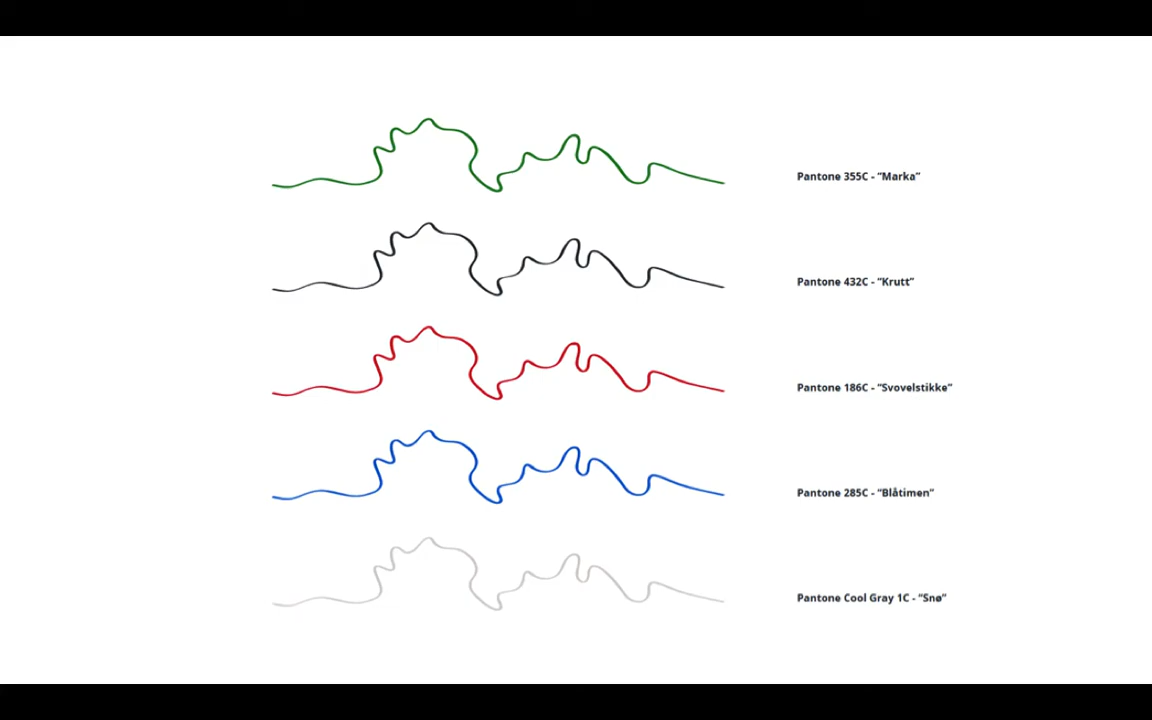 Pantone 355C - “Marka”
Pantone 432C - “Krutt”
Pantone 186C - “Svovelstikke”
Pantone 285C - “Blåtimen”
Pantone Cool Gray 1C - “Snø”